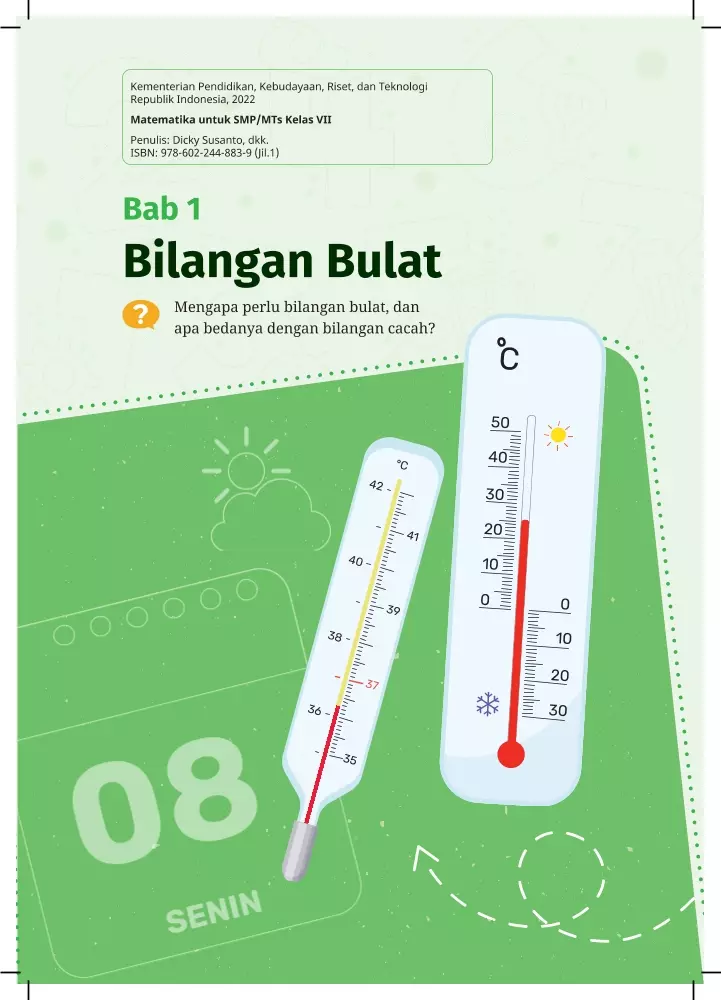 Kementerian Pendidikan, Kebudayaan, Riset, dan Teknologi
Republik Indonesia, 2022
Matematika untuk SMP/MTs Kelas VII
Penulis: Dicky Susanto, dkk.
ISBN: 978-602-244-883-9 (Jil.1)
Bab 1
Bilangan Bulat
?
Mengapa perlu bilangan bulat, dan
apa bedanya dengan bilangan cacah?
°C
50
40
30
20
10
0
0
10
20
30
°C
42
41
40
39
38
37
36
35
08
SENIN